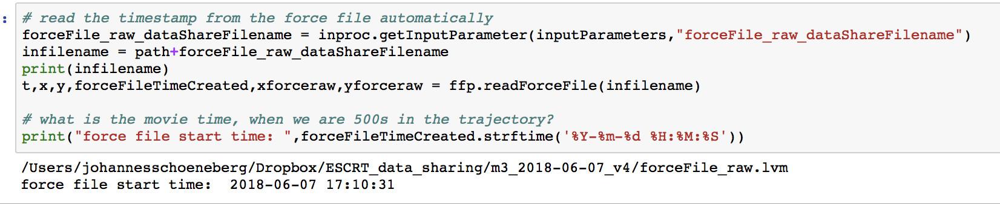 # read the timestamp from the force file automatically
forceFile_raw_dataShareFilename = inproc.getInputParameter(inputParameters,"forceFile_raw_dataShareFilename")
infilename = path+forceFile_raw_dataShareFilename
print(infilename)
t,x,y,forceFileTimeCreated,xforceraw,yforceraw = ffp.readForceFile(infilename)

# what is the movie time, when we are 500s in the trajectory?
print("force file start time: ",forceFileTimeCreated.strftime('%Y-%m-%d %H:%M:%S'))
/Users/johannesschoeneberg/Dropbox/ESCRT_data_sharing/m3_2018-06-07_v4/forceFile_raw.lvm
force file start time:  2018-06-07 17:10:31